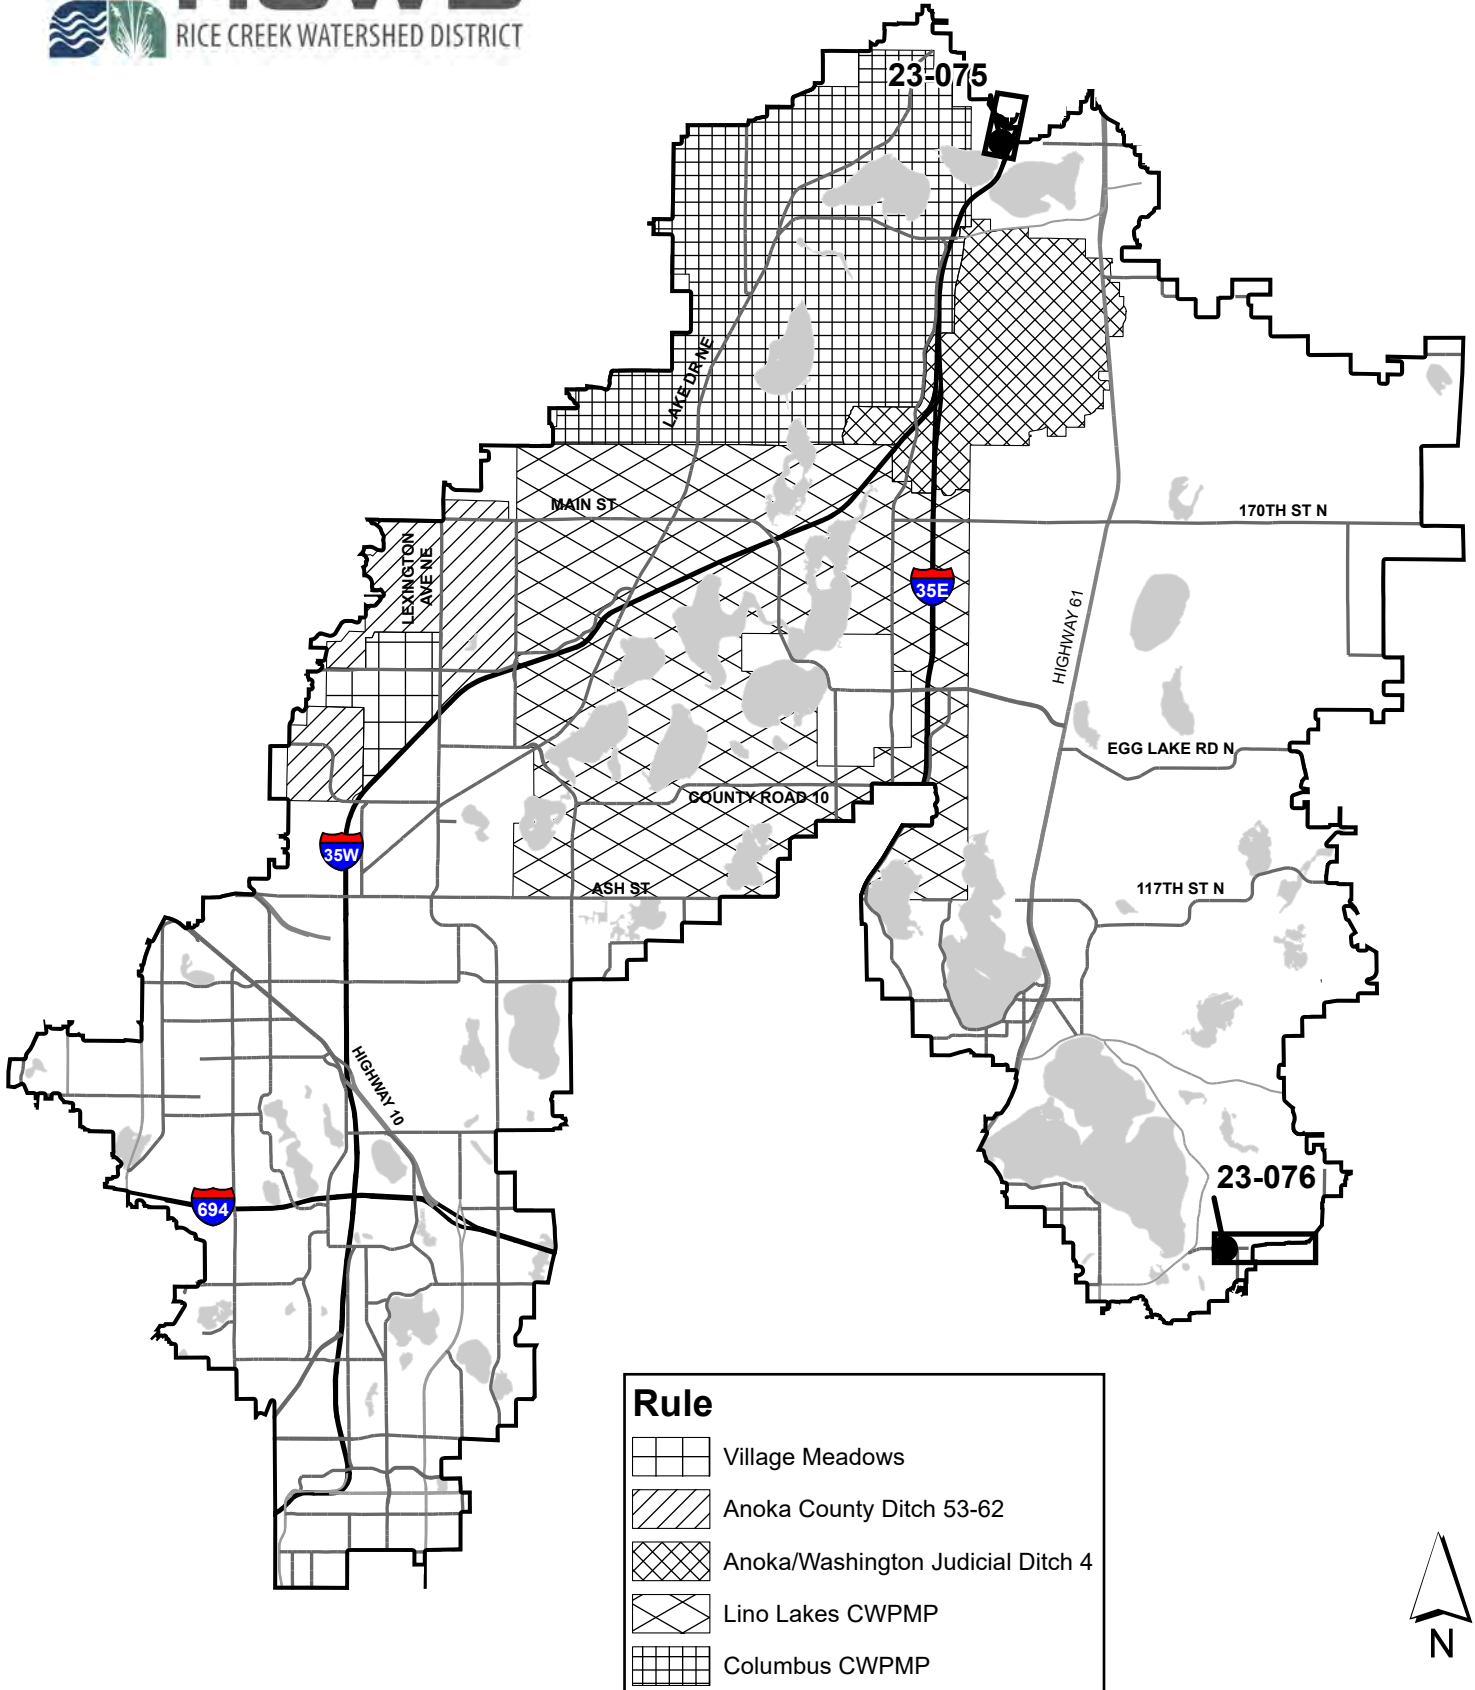 RICE CREEK WATERSHED DISTRICT
23-075
LAKE DR NE
MAIN ST
170TH ST N
LEXINGTON
AVE NE
35E
HIGHWAY 61
EGG LAKE RD N
COUNTY ROAD 10
35W
ASH ST
117TH ST N
HIGHWAY 10
23-076
694
Rule
Village Meadows
Anoka County Ditch 53-62
Anoka/Washington Judicial Ditch 4
Lino Lakes CWPMP
Columbus CWPMP
N